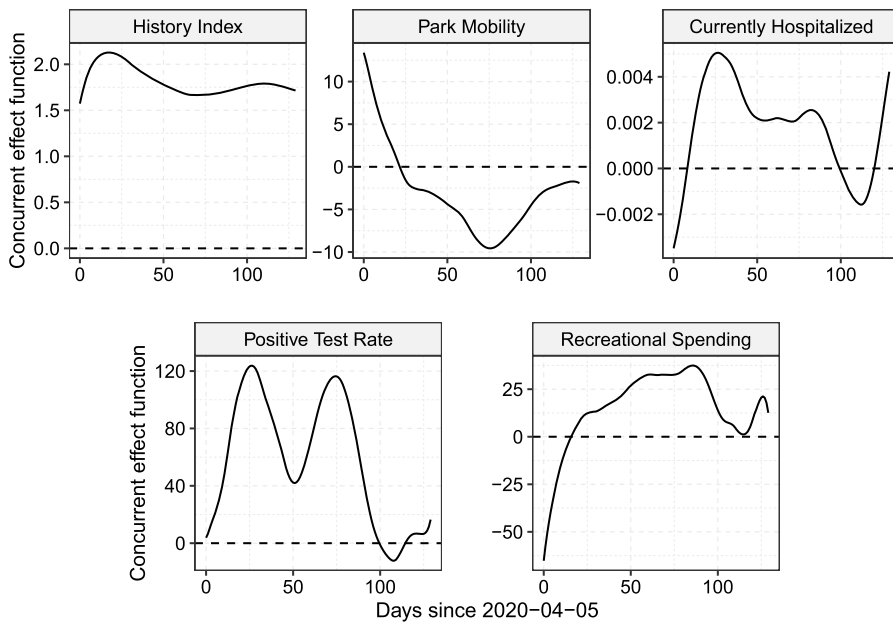 History Index
Park Mobility
Currently Hospitalized
Concurrent effect function
2.0
1.5
1.0
0.5
0.0
0 50 100
10
5
0
−5
−10
0 50 100
0.004
0.002
0.000
−0.002
0 50 100
Positive Test Rate
Recreational Spending
Concurrent effect function
120
80
40
0
0 50 100
25
0
−25
−50
0 50 100
Days since 2020−04−05